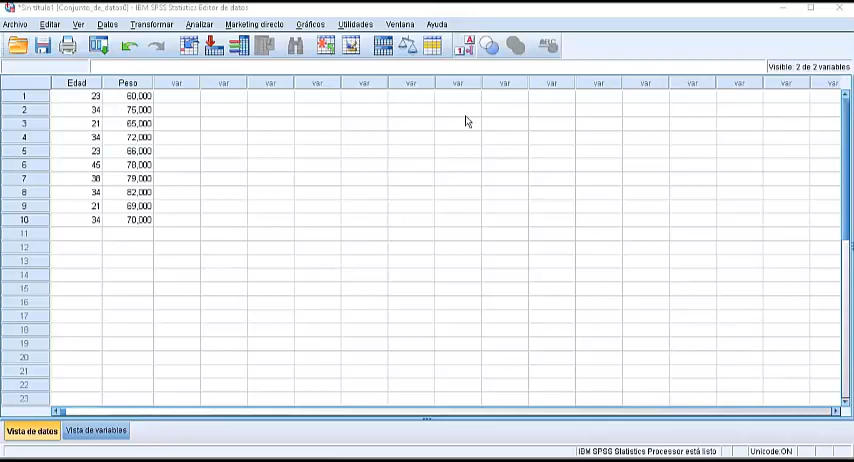 *Sin título1 [Conjunto_de_datos0] - IBM SPSS Statistics Editor de datos
Archivo Editar Ver Datos Transformar Analizar Marketing directo Gráficos Utilidades Ventana Ayuda
Visible: 2 de 2 variables
Edad Peso var var var var var var var var var var var var var var var
1 23 60,000
2 34 75,000
3 21 65,000
4 34 72,000
5 23 66,000
6 45 78,000
7 38 79,000
8 34 82,000
9 21 69,000
10 34 70,000
11
12
13
14
15
16
17
18
19
20
21
22
23
Vista de datos Vista de variables
IBM SPSS Statistics Processor está listo Unicode:ON